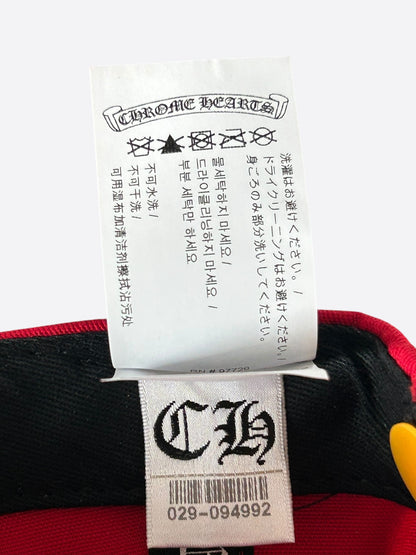 CHROME HEARTS
洗濯はお避けください。/
ドライクリーニングはお避けください。/
身ごろのみ部分洗いしてください。
물세탁하지 마세요/
드라이클리닝하지 마세요/
부분 세탁만 하세요
不可水洗/
不可干洗/
可用湿布加清洁剂擦拭沾污处
RN # 97720
CH
029-094992